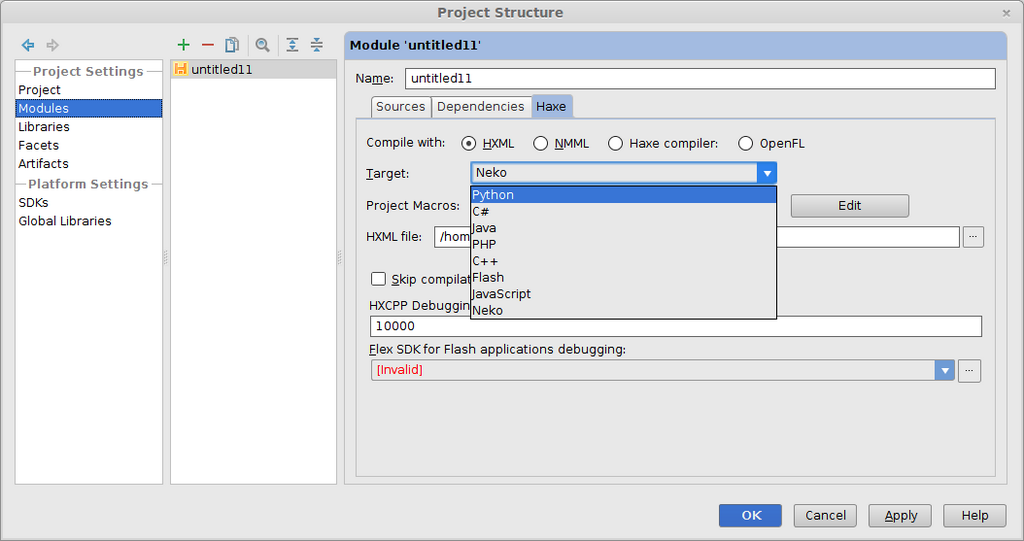 Project Structure
Project Settings
Project
Modules
Libraries
Facets
Artifacts
Platform Settings
SDKs
Global Libraries
untitled11
Module 'untitled11'
Name: untitled11
Sources Dependencies Haxe
Compile with: HXML NMML Haxe compiler: OpenFL
Target: Neko
Python
C#
Java
PHP
C++
Flash
JavaScript
Neko
Project Macros: Edit
HXML file: /hom ...
Skip compilat
HXCPP Debuggin
10000
Flex SDK for Flash applications debugging:
[Invalid] ...
OK Cancel Apply Help